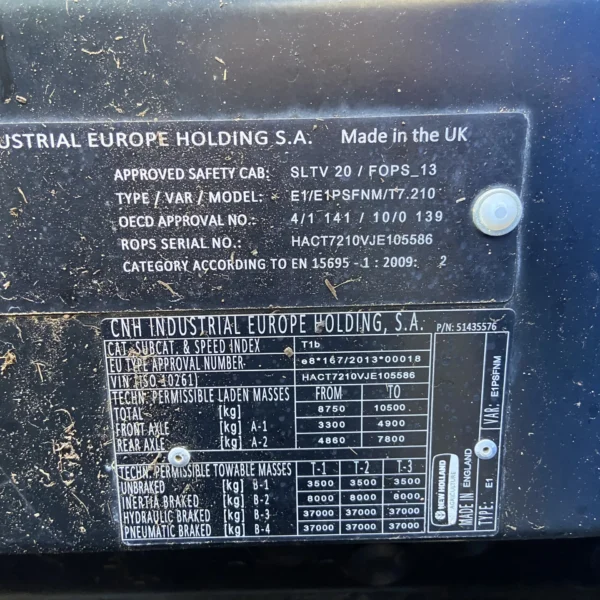 USTRIAL EUROPE HOLDING S.A. Made in the UK
APPROVED SAFETY CAB: SLTV 20 / FOPS_13
TYPE / VAR / MODEL: E1/E1PSFNM/T7.210
OECD APPROVAL NO.: 4/1 141 / 10/0 139
ROPS SERIAL NO.: HACT7210VJE105586
CATEGORY ACCORDING TO EN 15695 -1 : 2009: 2
CNH INDUSTRIAL EUROPE HOLDING, S.A. P/N: 51435576
CAT, SUBCAT, & SPEED INDEX T1b
EU TYPE APPROVAL NUMBER e8*167/2013*00018
VIN (ISO 10261) HACT7210VJE105586
TECHN. PERMISSIBLE LADEN MASSES FROM TO
TOTAL [kg] 8750 10500
FRONT AXLE [kg] A-1 3300 4900
REAR AXLE [kg] A-2 4860 7800
TECHN. PERMISSIBLE TOWABLE MASSES T-1 T-2 T-3
UNBRAKED [kg] B-1 3500 3500 3500
INERTIA BRAKED [kg] B-2 8000 8000 8000
HYDRAULIC BRAKED [kg] B-3 37000 37000 37000
PNEUMATIC BRAKED [kg] B-4 37000 37000 37000
NEW HOLLAND
AGRICULTURE
MADE IN ENGLAND
TYPE: E1
VAR: E1PSFNM